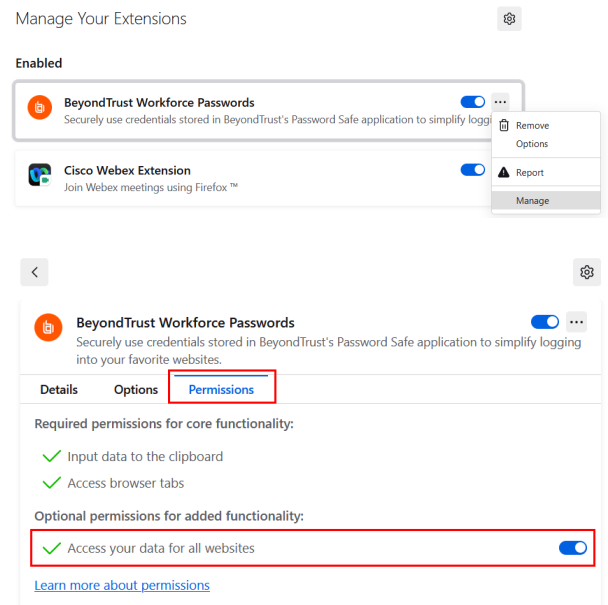 Manage Your Extensions
Enabled
BeyondTrust Workforce Passwords
Securely use credentials stored in BeyondTrust's Password Safe application to simplify loggi
Remove
Options
Report
Manage
Cisco Webex Extension
Join Webex meetings using Firefox ™
BeyondTrust Workforce Passwords
Securely use credentials stored in BeyondTrust's Password Safe application to simplify logging
into your favorite websites.
Details Options Permissions
Required permissions for core functionality:
Input data to the clipboard
Access browser tabs
Optional permissions for added functionality:
Access your data for all websites
Learn more about permissions